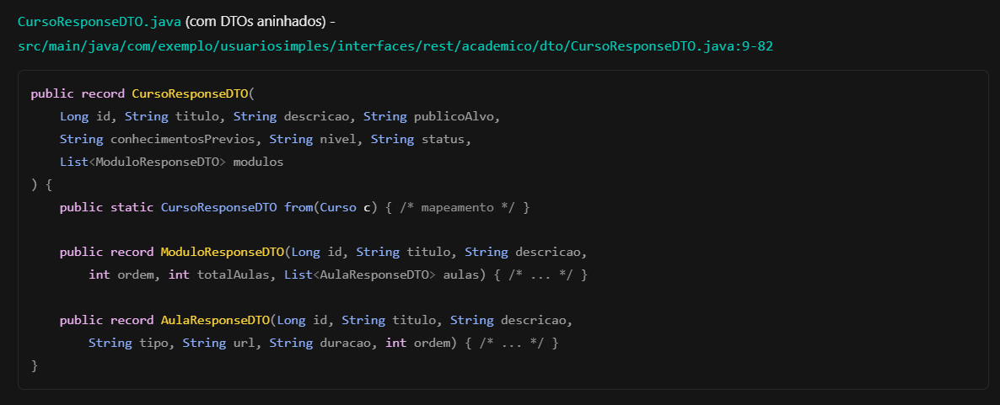 CursoResponseDTO.java (com DTOs aninhados) -
src/main/java/com/exemplo/usuariosimples/interfaces/rest/academico/dto/CursoResponseDTO.java:9-82
public record CursoResponseDTO(
    Long id, String titulo, String descricao, String publicoAlvo,
    String conhecimentosPrevios, String nivel, String status,
    List<ModuloResponseDTO> modulos
) {
    public static CursoResponseDTO from(Curso c) { /* mapeamento */ }
    public record ModuloResponseDTO(Long id, String titulo, String descricao,
        int ordem, int totalAulas, List<AulaResponseDTO> aulas) { /* ... */ }
    public record AulaResponseDTO(Long id, String titulo, String descricao,
        String tipo, String url, String duracao, int ordem) { /* ... */ }
}